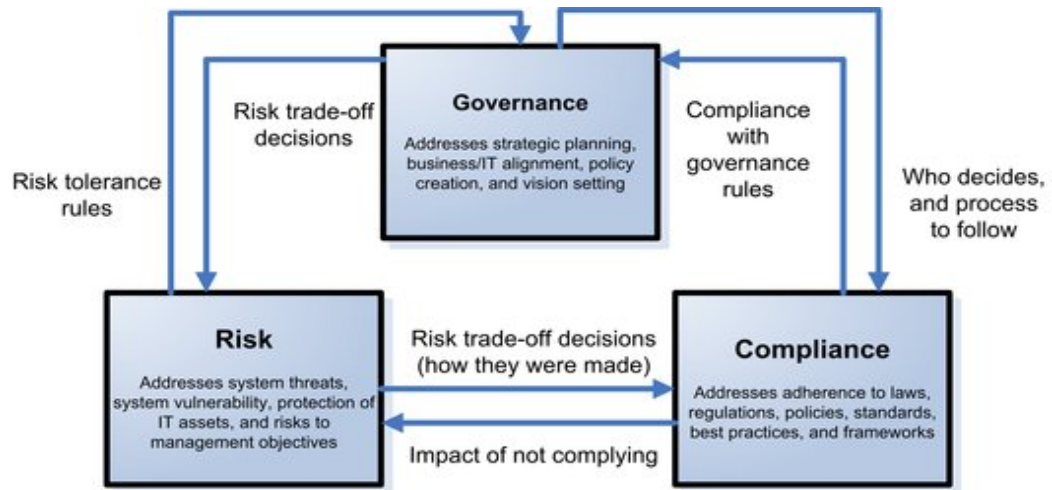 Governance
Addresses strategic planning,
business/IT alignment, policy
creation, and vision setting
Risk trade-off
decisions
Compliance
with
governance
rules
Risk tolerance
rules
Who decides,
and process
to follow
Risk
Addresses system threats,
system vulnerability, protection of
IT assets, and risks to
management objectives
Risk trade-off decisions
(how they were made)
Impact of not complying
Compliance
Addresses adherence to laws,
regulations, policies, standards,
best practices, and frameworks